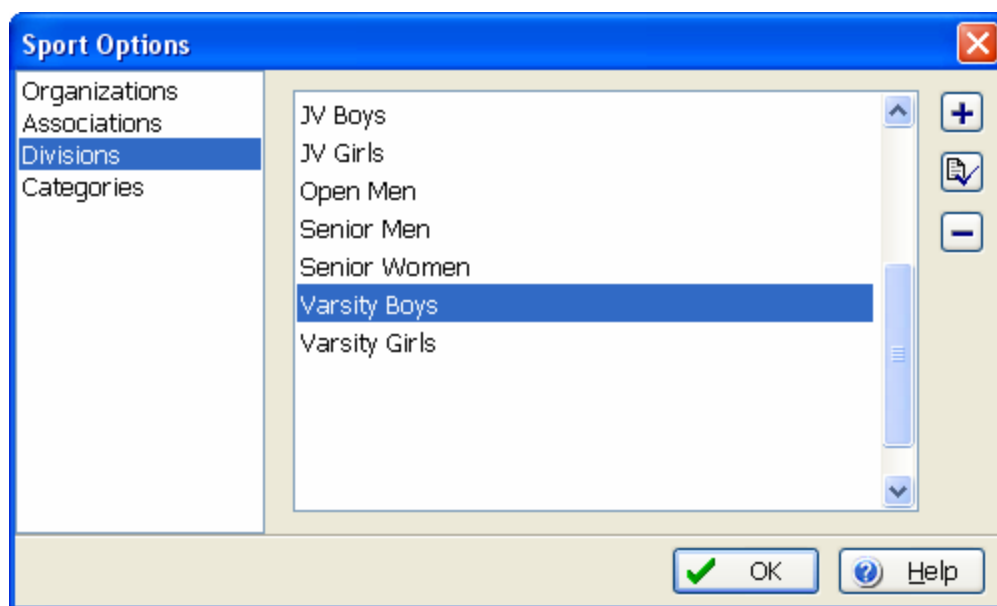 Sport Options
Organizations
Associations
Divisions
Categories
JV Boys
JV Girls
Open Men
Senior Men
Senior Women
Varsity Boys
Varsity Girls
OK
Help